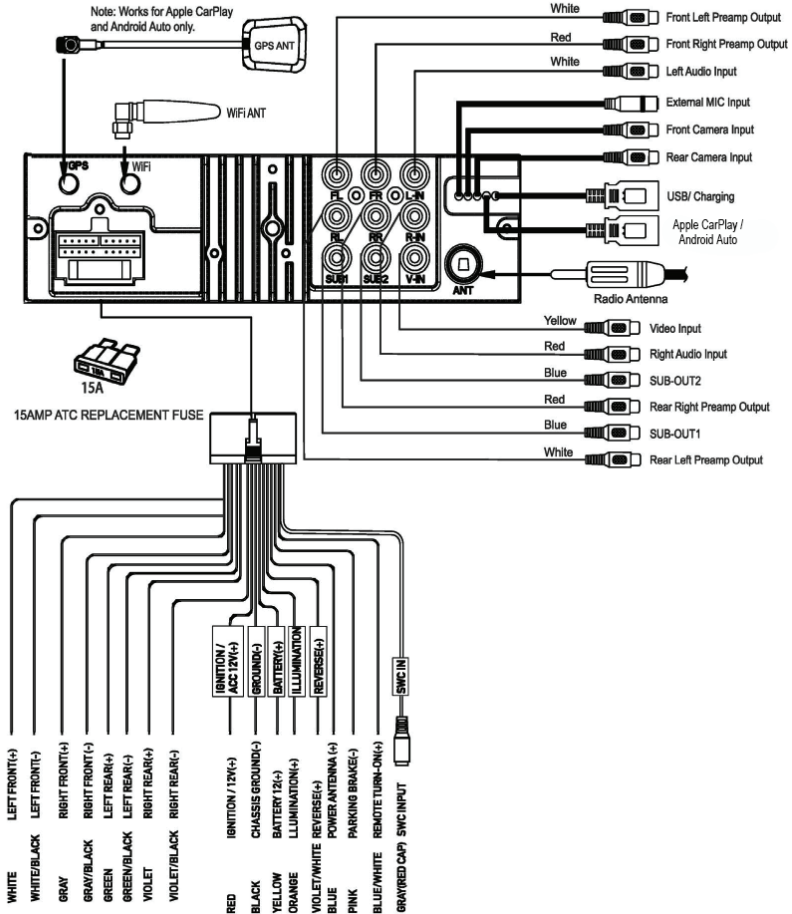 Note: Works for Apple CarPlay
and Android Auto only.
GPS ANT
WiFi ANT
GPS
WiFi
White
Front Left Preamp Output
Red
Front Right Preamp Output
White
Left Audio Input
External MIC Input
Front Camera Input
Rear Camera Input
USB/ Charging
Apple CarPlay /
Android Auto
Radio Antenna
FL
FR
L-IN
RL
RR
R-IN
SUB1
SUB2
V-IN
ANT
Yellow
Video Input
Red
Right Audio Input
Blue
SUB-OUT2
Red
Rear Right Preamp Output
Blue
SUB-OUT1
White
Rear Left Preamp Output
15A
15A
15AMP ATC REPLACEMENT FUSE
IGNITION /
ACC 12V(+)
GROUND(-)
BATTERY(+)
ILLUMINATION
REVERSE(+)
SWC IN
WHITE LEFT FRONT(+)
WHITE/BLACK LEFT FRONT(-)
GRAY RIGHT FRONT(+)
GRAY/BLACK RIGHT FRONT(-)
GREEN LEFT REAR(+)
GREEN/BLACK LEFT REAR(-)
VIOLET RIGHT REAR(+)
VIOLET/BLACK RIGHT REAR(-)
RED IGNITION / 12V(+)
BLACK CHASSIS GROUND(-)
YELLOW BATTERY 12(+)
ORANGE LLUMINATION(+)
VIOLET/WHITE REVERSE(+)
BLUE POWER ANTENNA (+)
PINK PARKING BRAKE(-)
BLUE/WHITE REMOTE TURN-ON(+)
GRAY(RED CAP) SWC INPUT